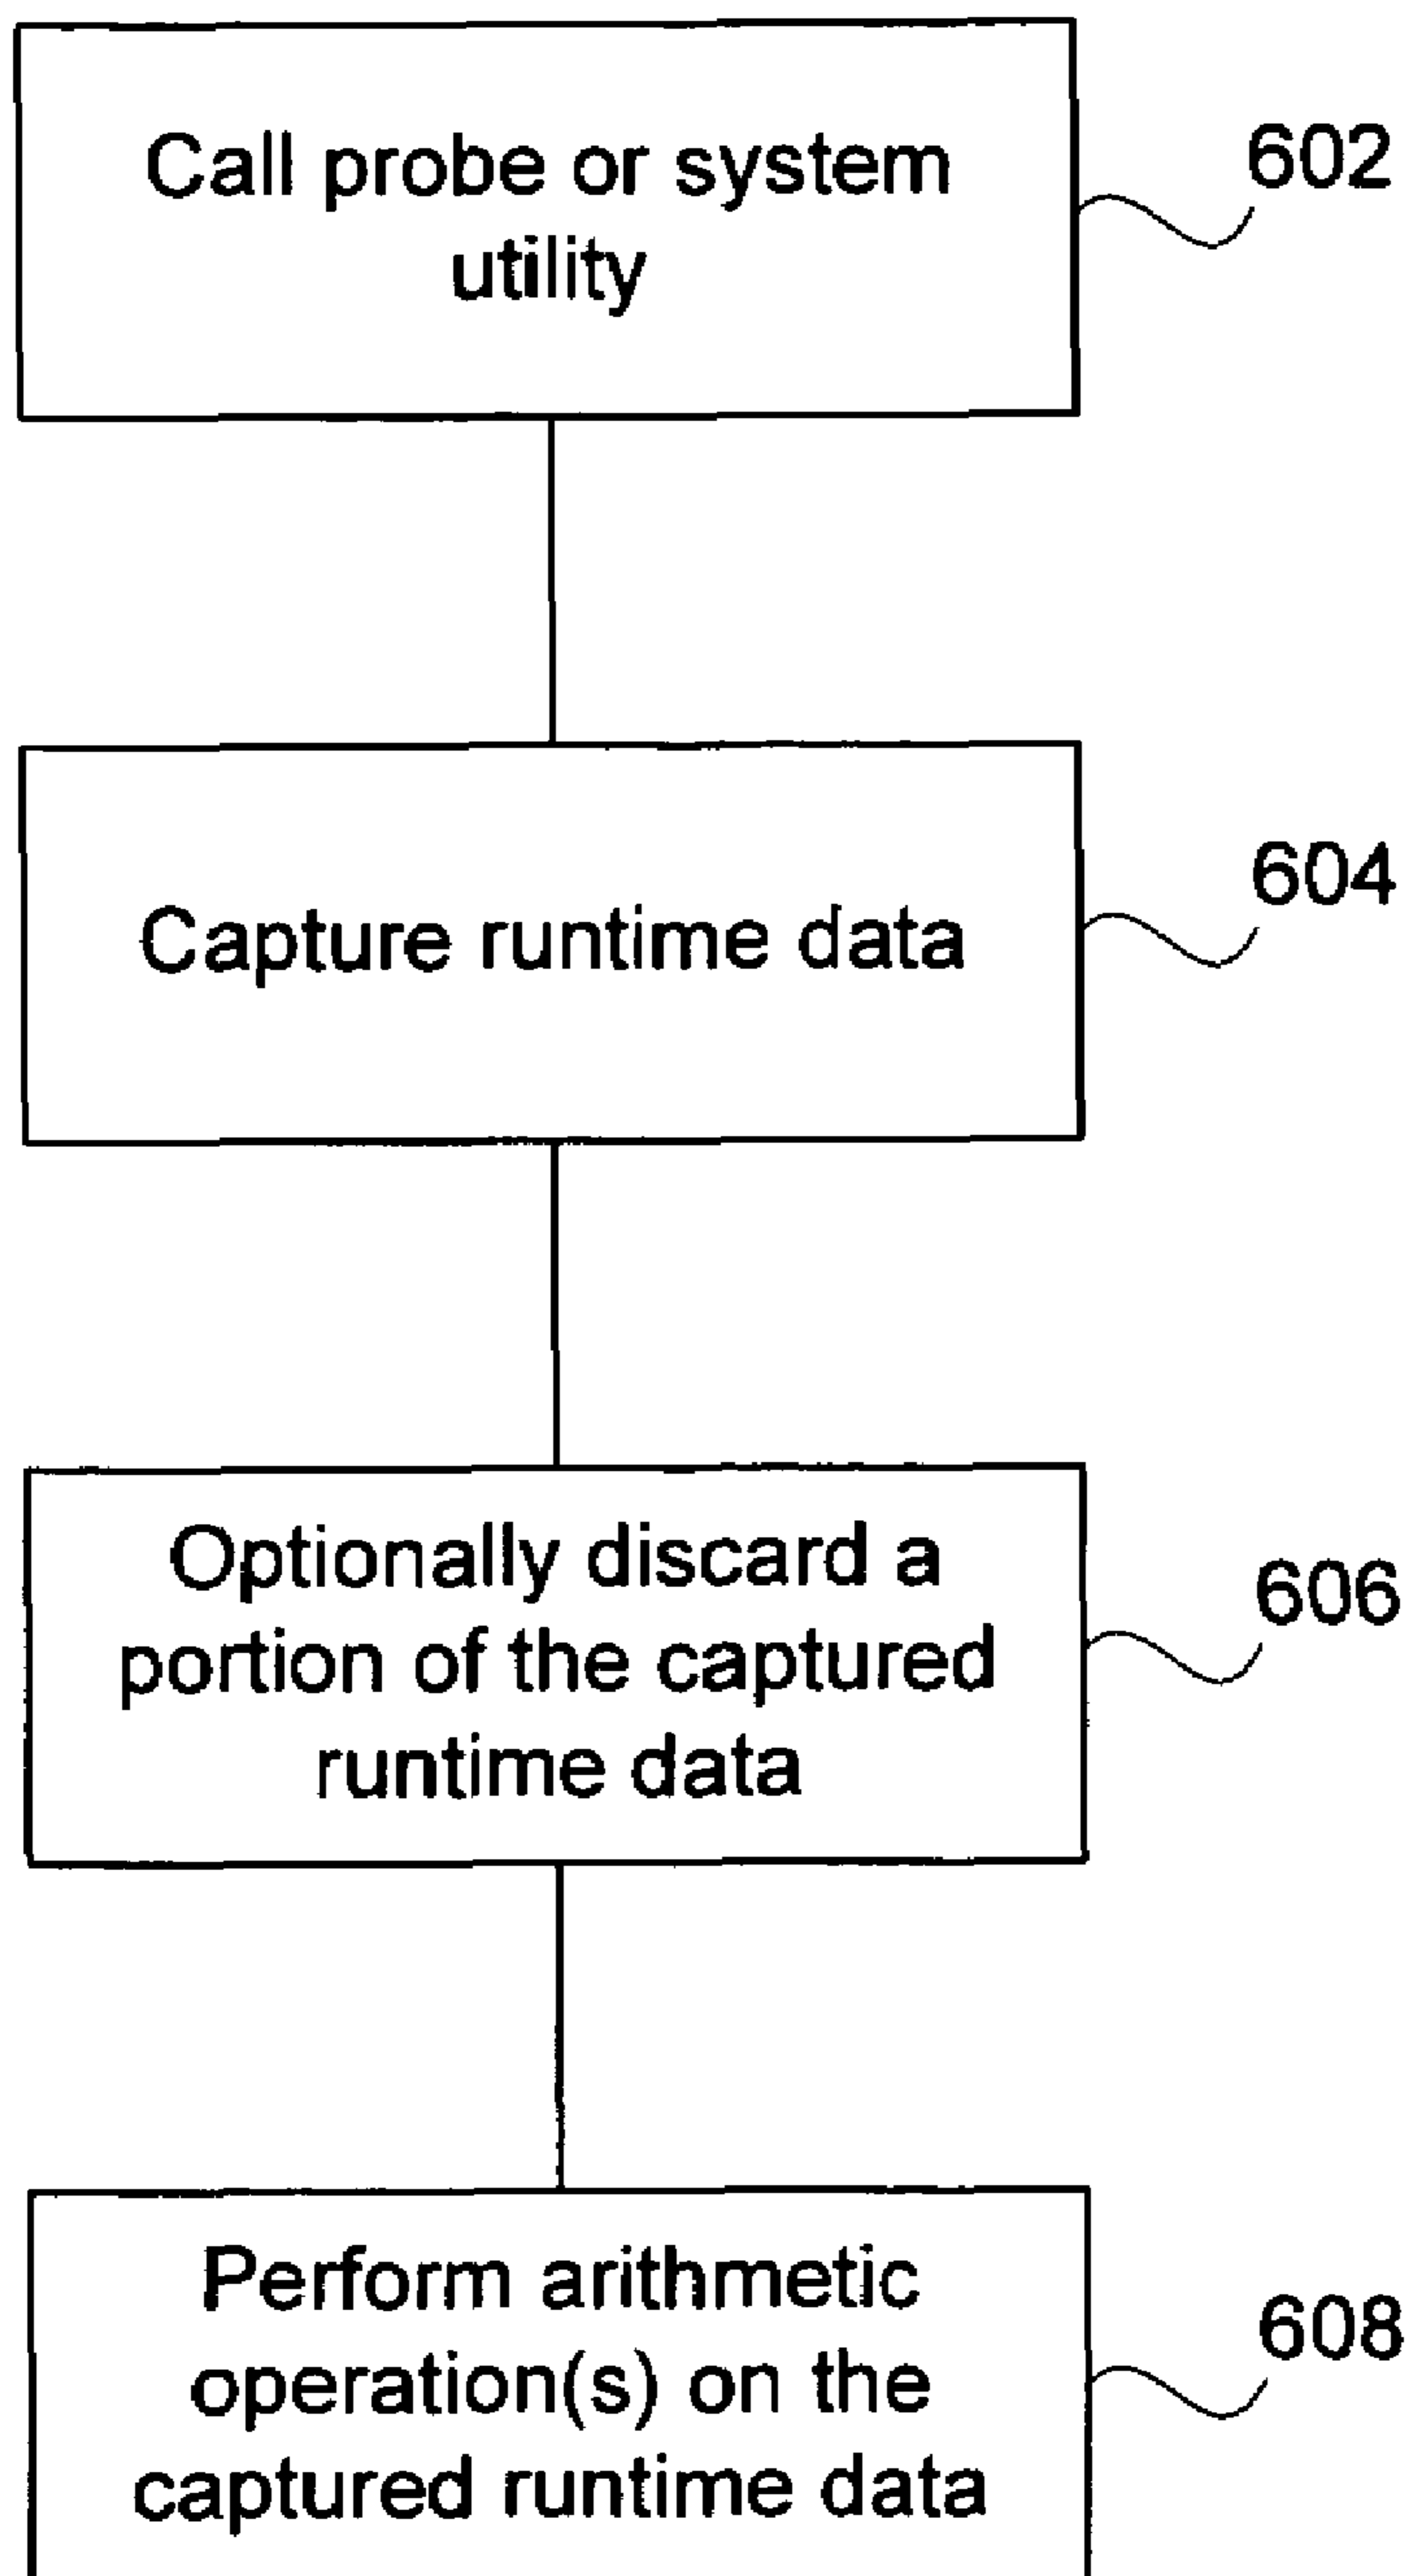 Call probe or system
utility
602
Capture runtime data
604
Optionally discard a
portion of the captured
runtime data
606
Perform arithmetic
operation(s) on the
captured runtime data
608